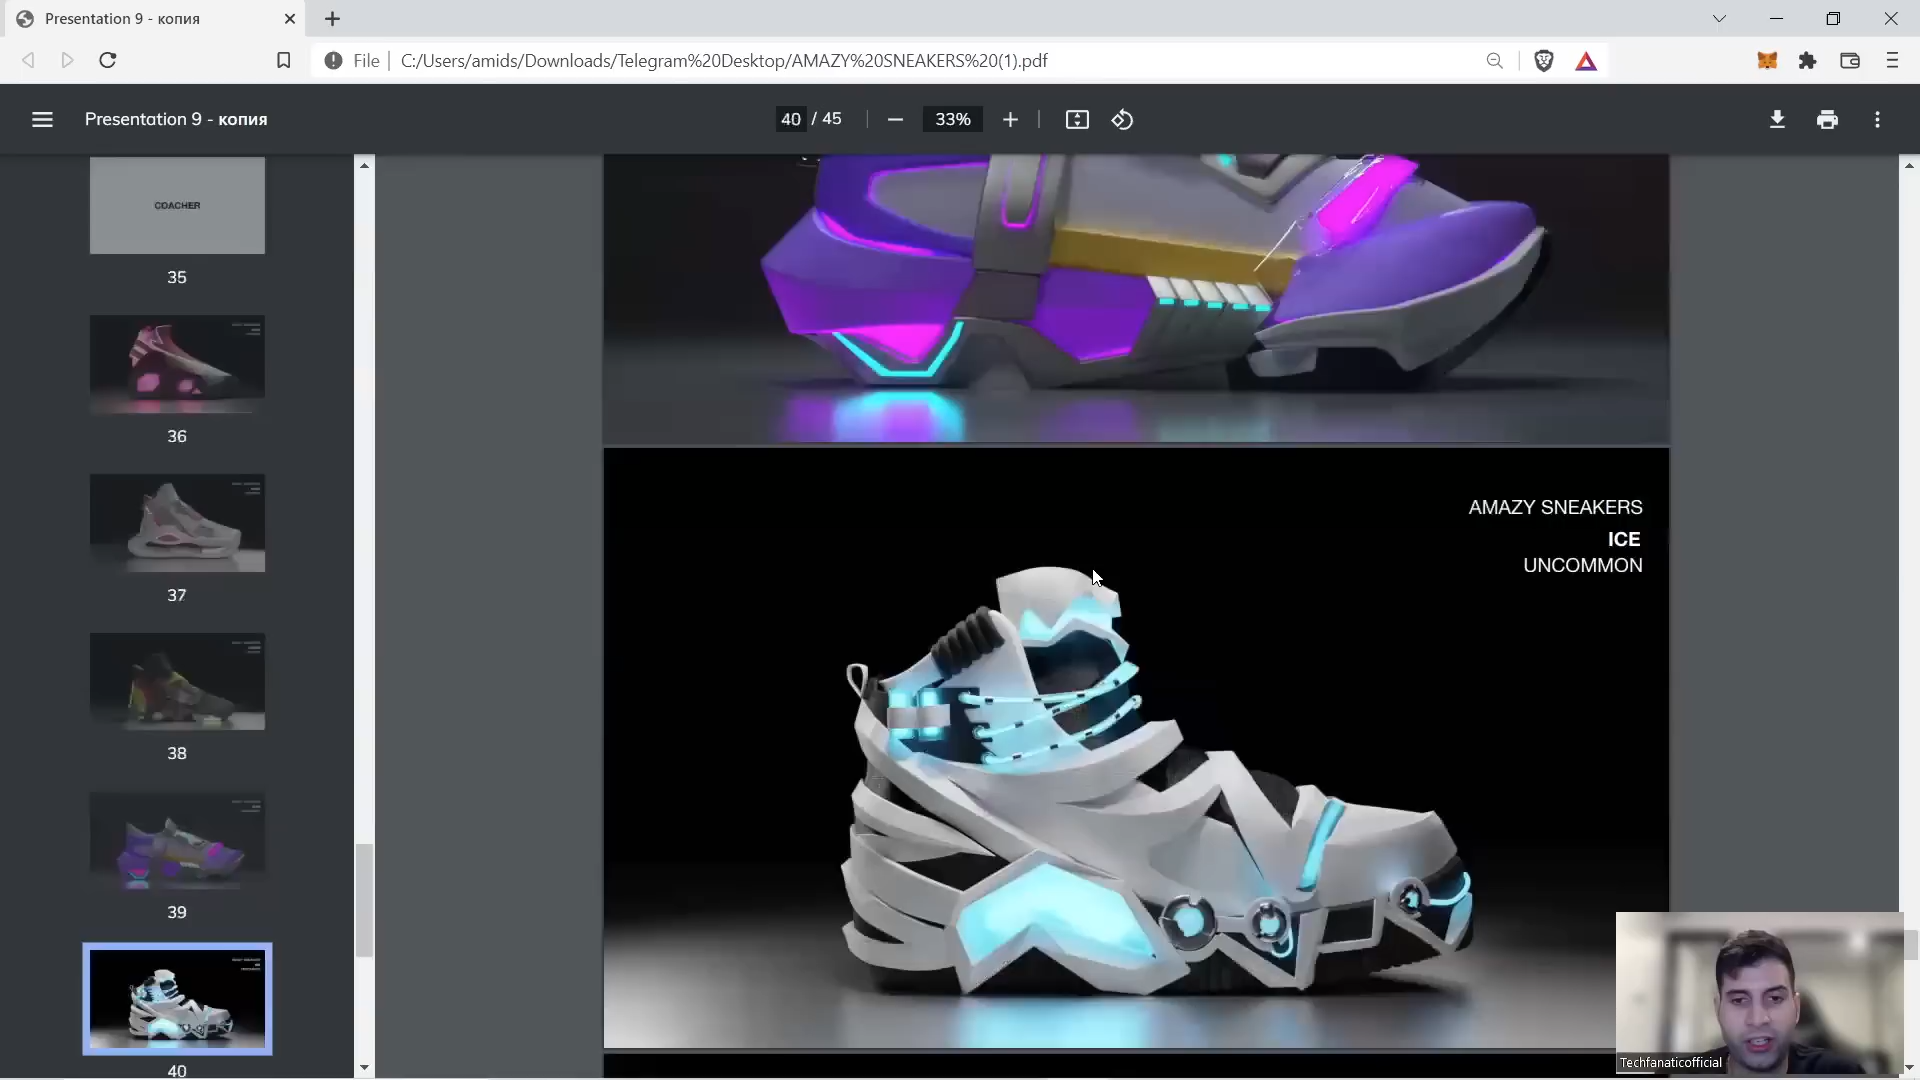 Presentation 9 - копия
File
C:/Users/amids/Downloads/Telegram%20Desktop/AMAZY%20SNEAKERS%20(1).pdf
Presentation 9 - копия
40 / 45
33%
COACHER
35
36
37
38
39
40
AMAZY SNEAKERS
ICE
UNCOMMON
Techfanaticofficial